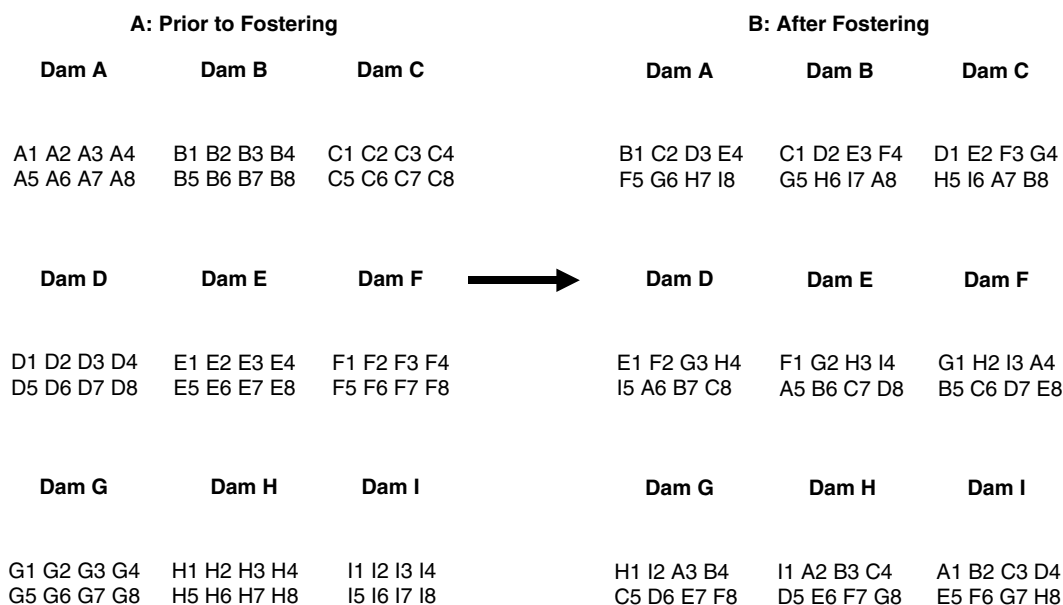 A: Prior to Fostering
Dam A Dam B Dam C
A1 A2 A3 A4 B1 B2 B3 B4 C1 C2 C3 C4
A5 A6 A7 A8 B5 B6 B7 B8 C5 C6 C7 C8
Dam D Dam E Dam F
D1 D2 D3 D4 E1 E2 E3 E4 F1 F2 F3 F4
D5 D6 D7 D8 E5 E6 E7 E8 F5 F6 F7 F8
Dam G Dam H Dam I
G1 G2 G3 G4 H1 H2 H3 H4 I1 I2 I3 I4
G5 G6 G7 G8 H5 H6 H7 H8 I5 I6 I7 I8
B: After Fostering
Dam A Dam B Dam C
B1 C2 D3 E4 C1 D2 E3 F4 D1 E2 F3 G4
F5 G6 H7 I8 G5 H6 I7 A8 H5 I6 A7 B8
Dam D Dam E Dam F
E1 F2 G3 H4 F1 G2 H3 I4 G1 H2 I3 A4
I5 A6 B7 C8 A5 B6 C7 D8 B5 C6 D7 E8
Dam G Dam H Dam I
H1 I2 A3 B4 I1 A2 B3 C4 A1 B2 C3 D4
C5 D6 E7 F8 D5 E6 F7 G8 E5 F6 G7 H8